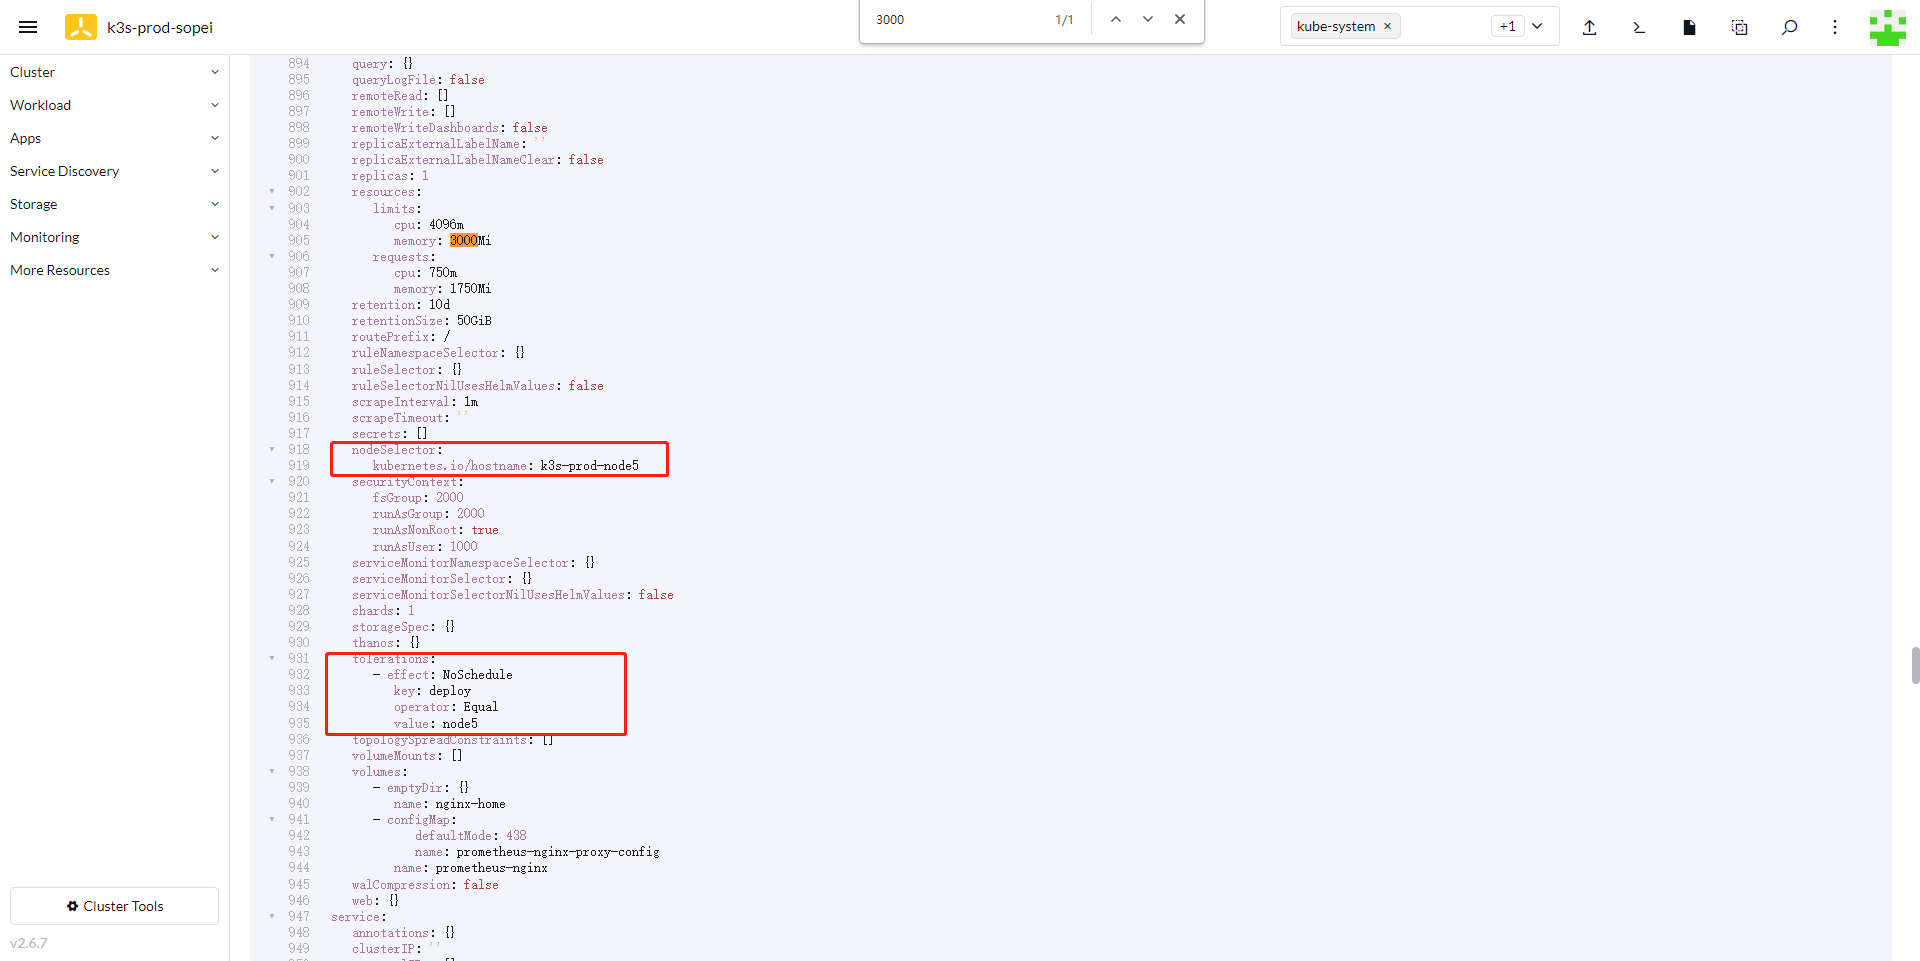 k3s-prod-sopei
3000
1/1
kube-system ×
+1
Cluster
Workload
Apps
Service Discovery
Storage
Monitoring
More Resources
Cluster Tools
v2.6.7
894 query: {}
895 queryLogFile: false
896 remoteRead: []
897 remoteWrite: []
898 remoteWriteDashboards: false
899 replicaExternalLabelName: ''
900 replicaExternalLabelNameClear: false
901 replicas: 1
902 resources:
903 limits:
904 cpu: 4096m
905 memory: 3000Mi
906 requests:
907 cpu: 750m
908 memory: 1750Mi
909 retention: 10d
910 retentionSize: 50GiB
911 routePrefix: /
912 ruleNamespaceSelector: {}
913 ruleSelector: {}
914 ruleSelectorNilUsesHelmValues: false
915 scrapeInterval: 1m
916 scrapeTimeout: ''
917 secrets: []
918 nodeSelector:
919 kubernetes.io/hostname: k3s-prod-node5
920 securityContext:
921 fsGroup: 2000
922 runAsGroup: 2000
923 runAsNonRoot: true
924 runAsUser: 1000
925 serviceMonitorNamespaceSelector: {}
926 serviceMonitorSelector: {}
927 serviceMonitorSelectorNilUsesHelmValues: false
928 shards: 1
929 storageSpec: {}
930 thanos: {}
931 tolerations:
932 - effect: NoSchedule
933 key: deploy
934 operator: Equal
935 value: node5
936 topologySpreadConstraints: []
937 volumeMounts: []
938 volumes:
939 - emptyDir: {}
940 name: nginx-home
941 - configMap:
942 defaultMode: 438
943 name: prometheus-nginx-proxy-config
944 name: prometheus-nginx
945 walCompression: false
946 web: {}
947 service:
948 annotations: {}
949 clusterIP: ''